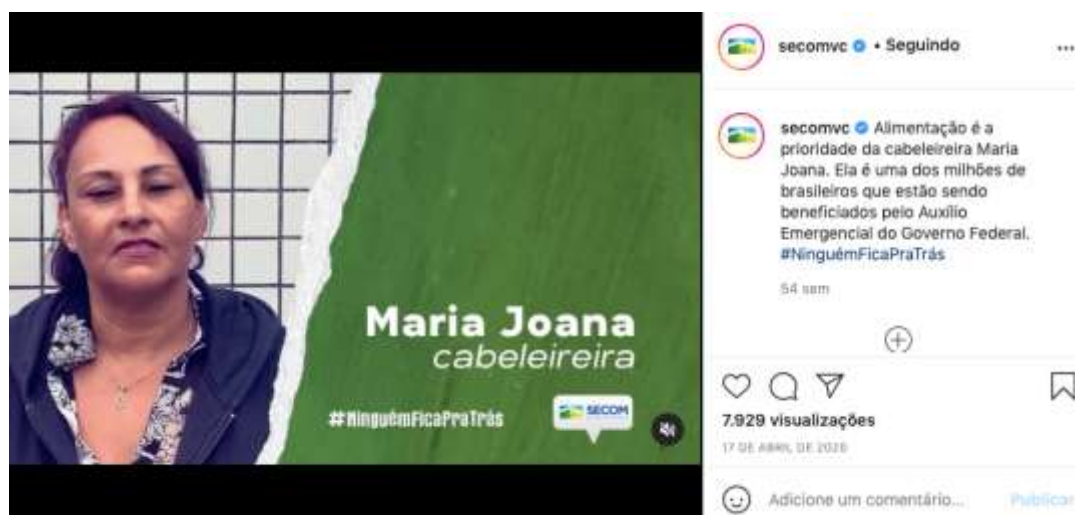 secomvc • Seguindo
secomvc Alimentação é a
prioridade da cabeleireira Maria
Joana. Ela é uma dos milhões de
brasileiros que estão sendo
beneficiados pelo Auxílio
Emergencial do Governo Federal.
#NinguémFicaPraTrás
54 sem
Maria Joana
cabeleireira
#NinguémFicaPraTrás
SECOM
7.929 visualizações
17 DE ABRIL DE 2020
Adicione um comentário...
Publicar